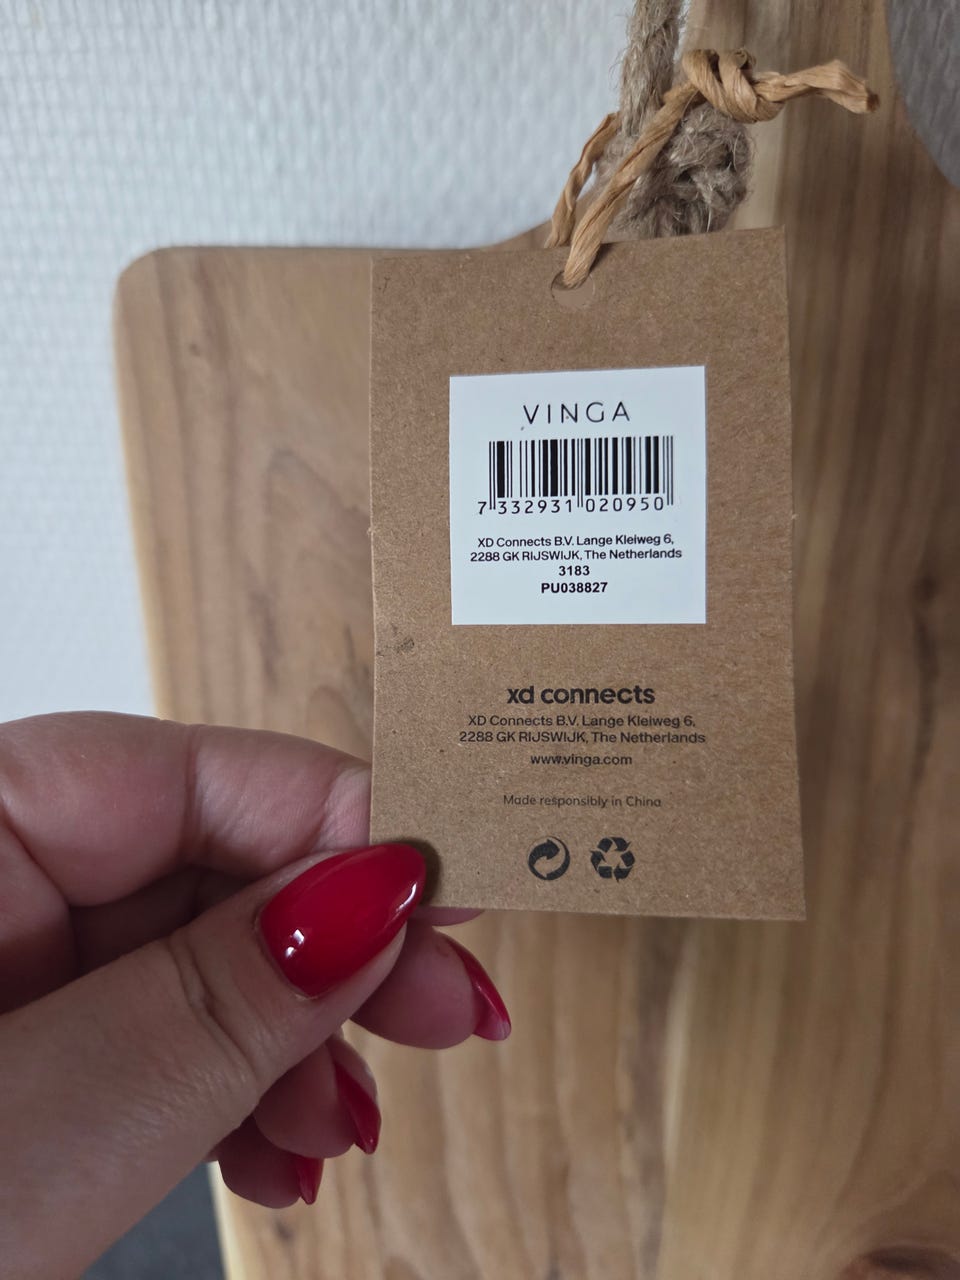 VINGA
7 332931 020950
XD Connects B.V. Lange Kleiweg 6,
2288 GK RIJSWIJK, The Netherlands
3183
PU038827
xd connects
XD Connects B.V. Lange Kleiweg 6,
2288 GK RIJSWIJK, The Netherlands
www.vinga.com
Made responsibly in China